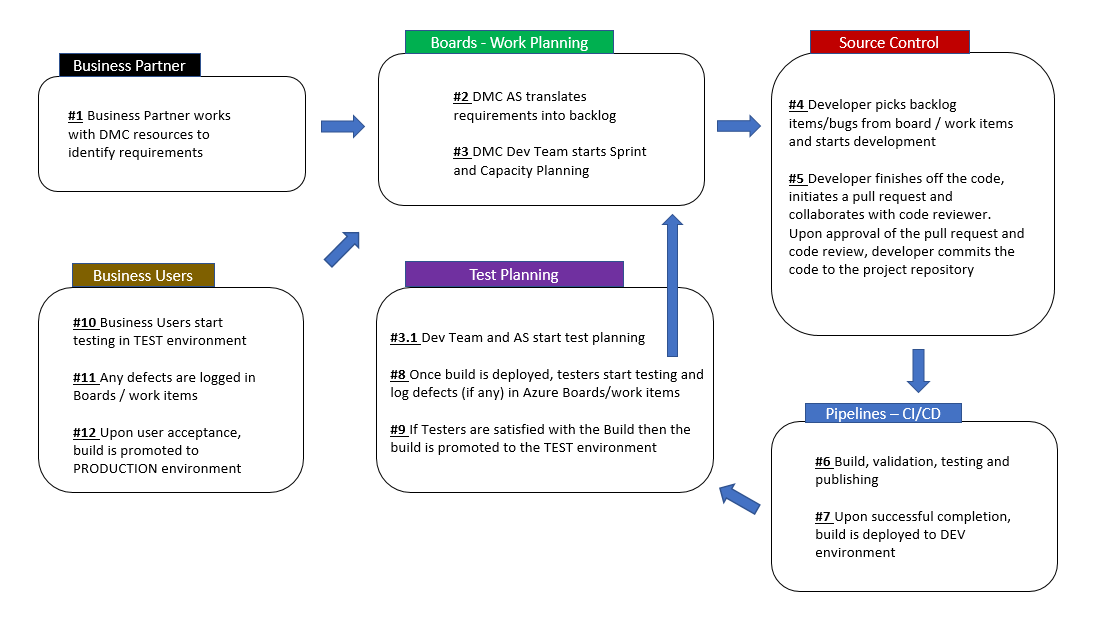 Business Partner
#1 Business Partner works
with DMC resources to
identify requirements
Boards - Work Planning
#2 DMC AS translates
requirements into backlog
#3 DMC Dev Team starts Sprint
and Capacity Planning
Source Control
#4 Developer picks backlog
items/bugs from board / work items
and starts development
#5 Developer finishes off the code,
initiates a pull request and
collaborates with code reviewer.
Upon approval of the pull request and
code review, developer commits the
code to the project repository
Business Users
#10 Business Users start
testing in TEST environment
#11 Any defects are logged in
Boards / work items
#12 Upon user acceptance,
build is promoted to
PRODUCTION environment
Test Planning
#3.1 Dev Team and AS start test planning
#8 Once build is deployed, testers start testing and
log defects (if any) in Azure Boards/work items
#9 If Testers are satisfied with the Build then the
build is promoted to the TEST environment
Pipelines – CI/CD
#6 Build, validation, testing and
publishing
#7 Upon successful completion,
build is deployed to DEV
environment